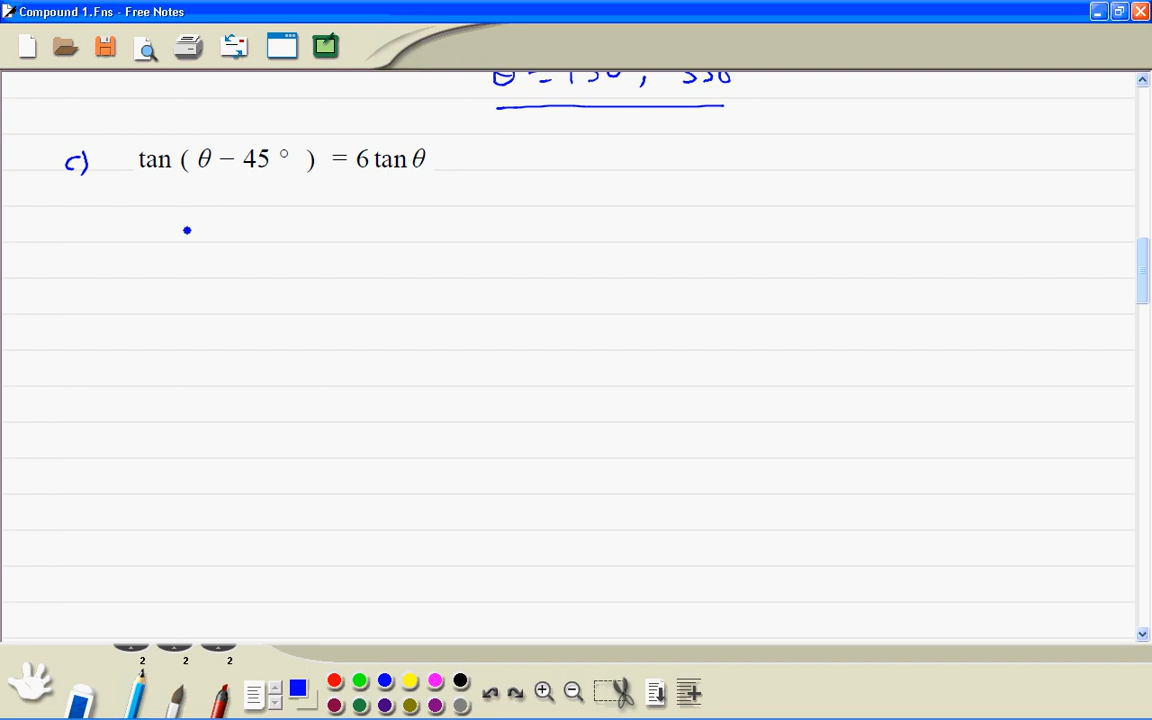 Compound 1.Fns - Free Notes
c) tan ( θ − 45 ° ) = 6 tan θ
2 2 2